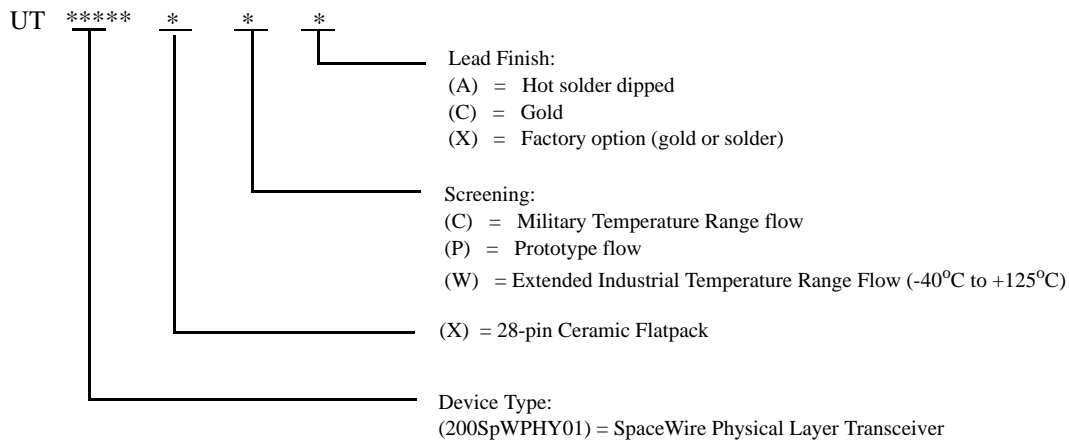 UT ***** * * *
Lead Finish:
(A) = Hot solder dipped
(C) = Gold
(X) = Factory option (gold or solder)
Screening:
(C) = Military Temperature Range flow
(P) = Prototype flow
(W) = Extended Industrial Temperature Range Flow (-40°C to +125°C)
(X) = 28-pin Ceramic Flatpack
Device Type:
(200SpWPHY01) = SpaceWire Physical Layer Transceiver